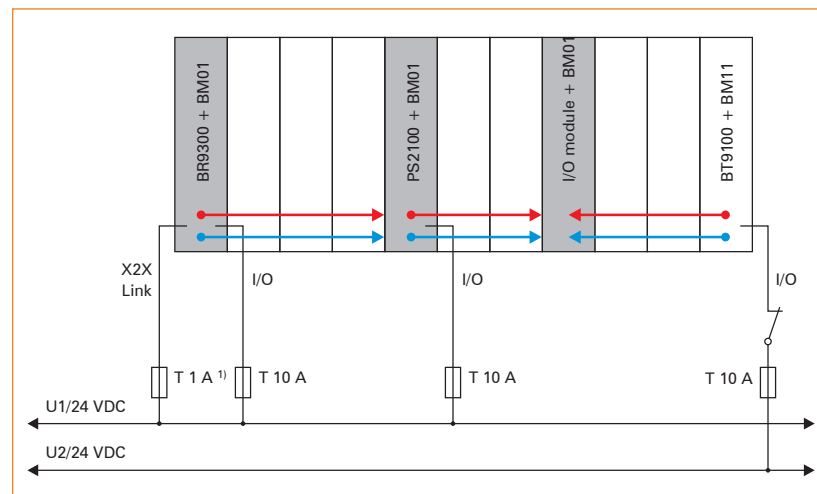 BR9300 + BM01
PS2100 + BM01
I/O module + BM01
BT9100 + BM11
X2X
Link
I/O
I/O
I/O
T 1 A 1)
T 10 A
T 10 A
T 10 A
U1/24 VDC
U2/24 VDC